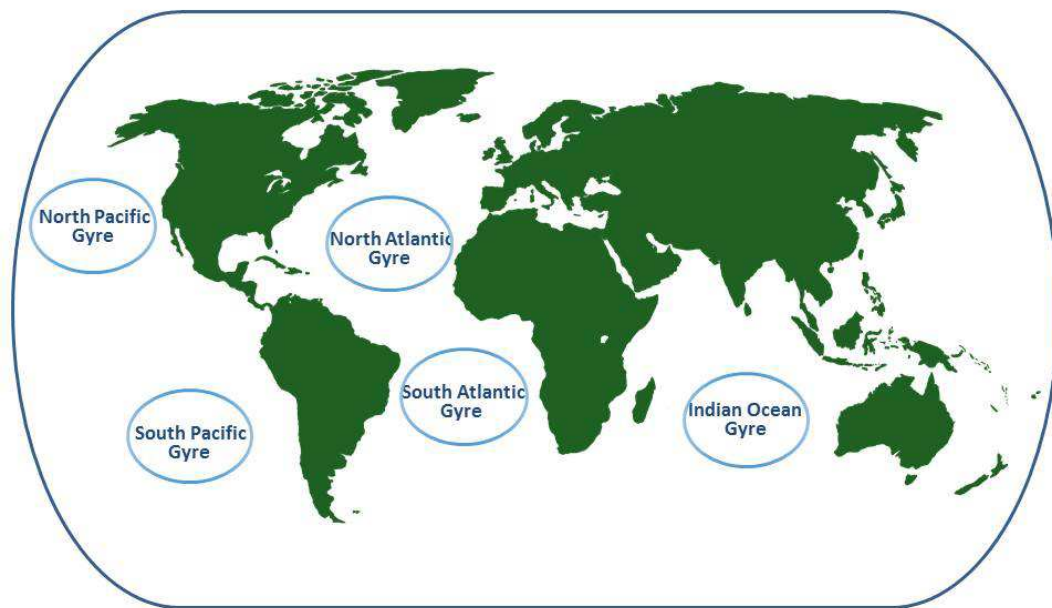 North Pacific
Gyre
North Atlantic
Gyre
South Atlantic
Gyre
Indian Ocean
Gyre
South Pacific
Gyre